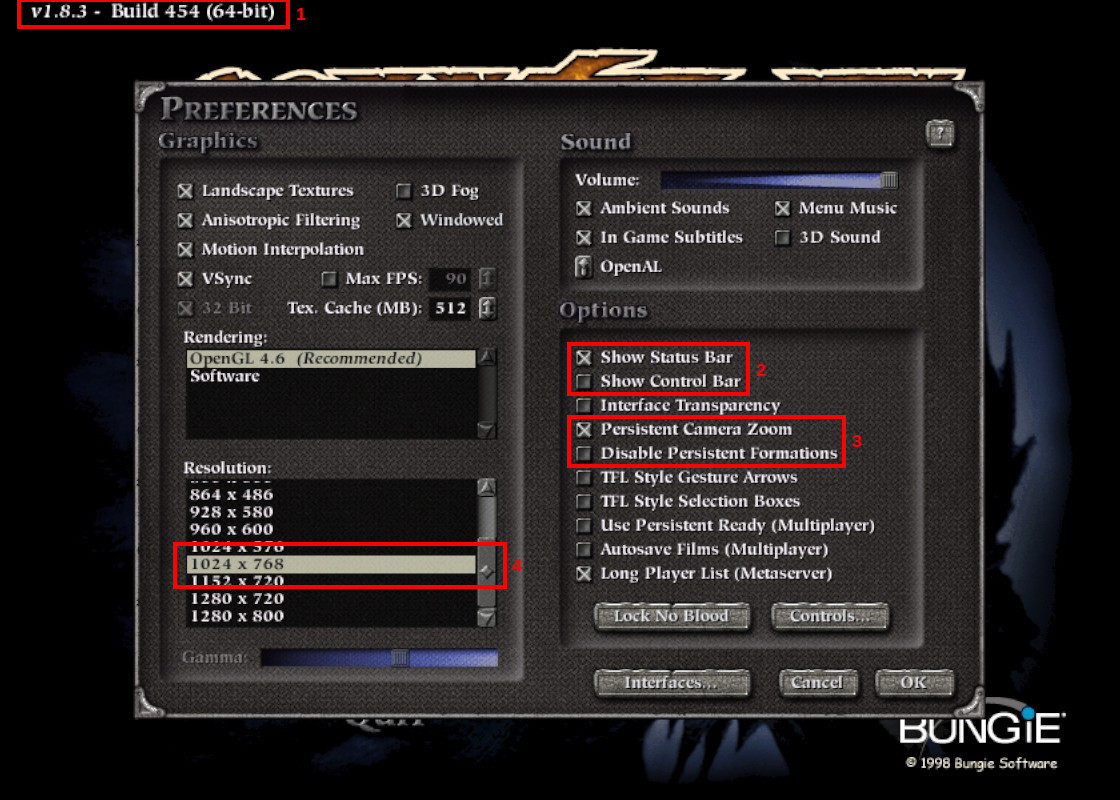 v1.8.3 - Build 454 (64-bit)
1
PREFERENCES
Graphics
Landscape Textures
3D Fog
Anisotropic Filtering
Windowed
Motion Interpolation
VSync
Max FPS: 90
32 Bit
Tex. Cache (MB): 512
Rendering:
OpenGL 4.6 (Recommended)
Software
Resolution:
864 x 486
928 x 580
960 x 600
1024 x 576
1024 x 768
4
1152 x 720
1280 x 720
1280 x 800
Gamma:
Sound
?
Volume:
Ambient Sounds
Menu Music
In Game Subtitles
3D Sound
OpenAL
Options
Show Status Bar
2
Show Control Bar
Interface Transparency
Persistent Camera Zoom
3
Disable Persistent Formations
TFL Style Gesture Arrows
TFL Style Selection Boxes
Use Persistent Ready (Multiplayer)
Autosave Films (Multiplayer)
Long Player List (Metaserver)
Lock No Blood
Controls...
Interfaces...
Cancel
OK
BUNGIE
© 1998 Bungie Software